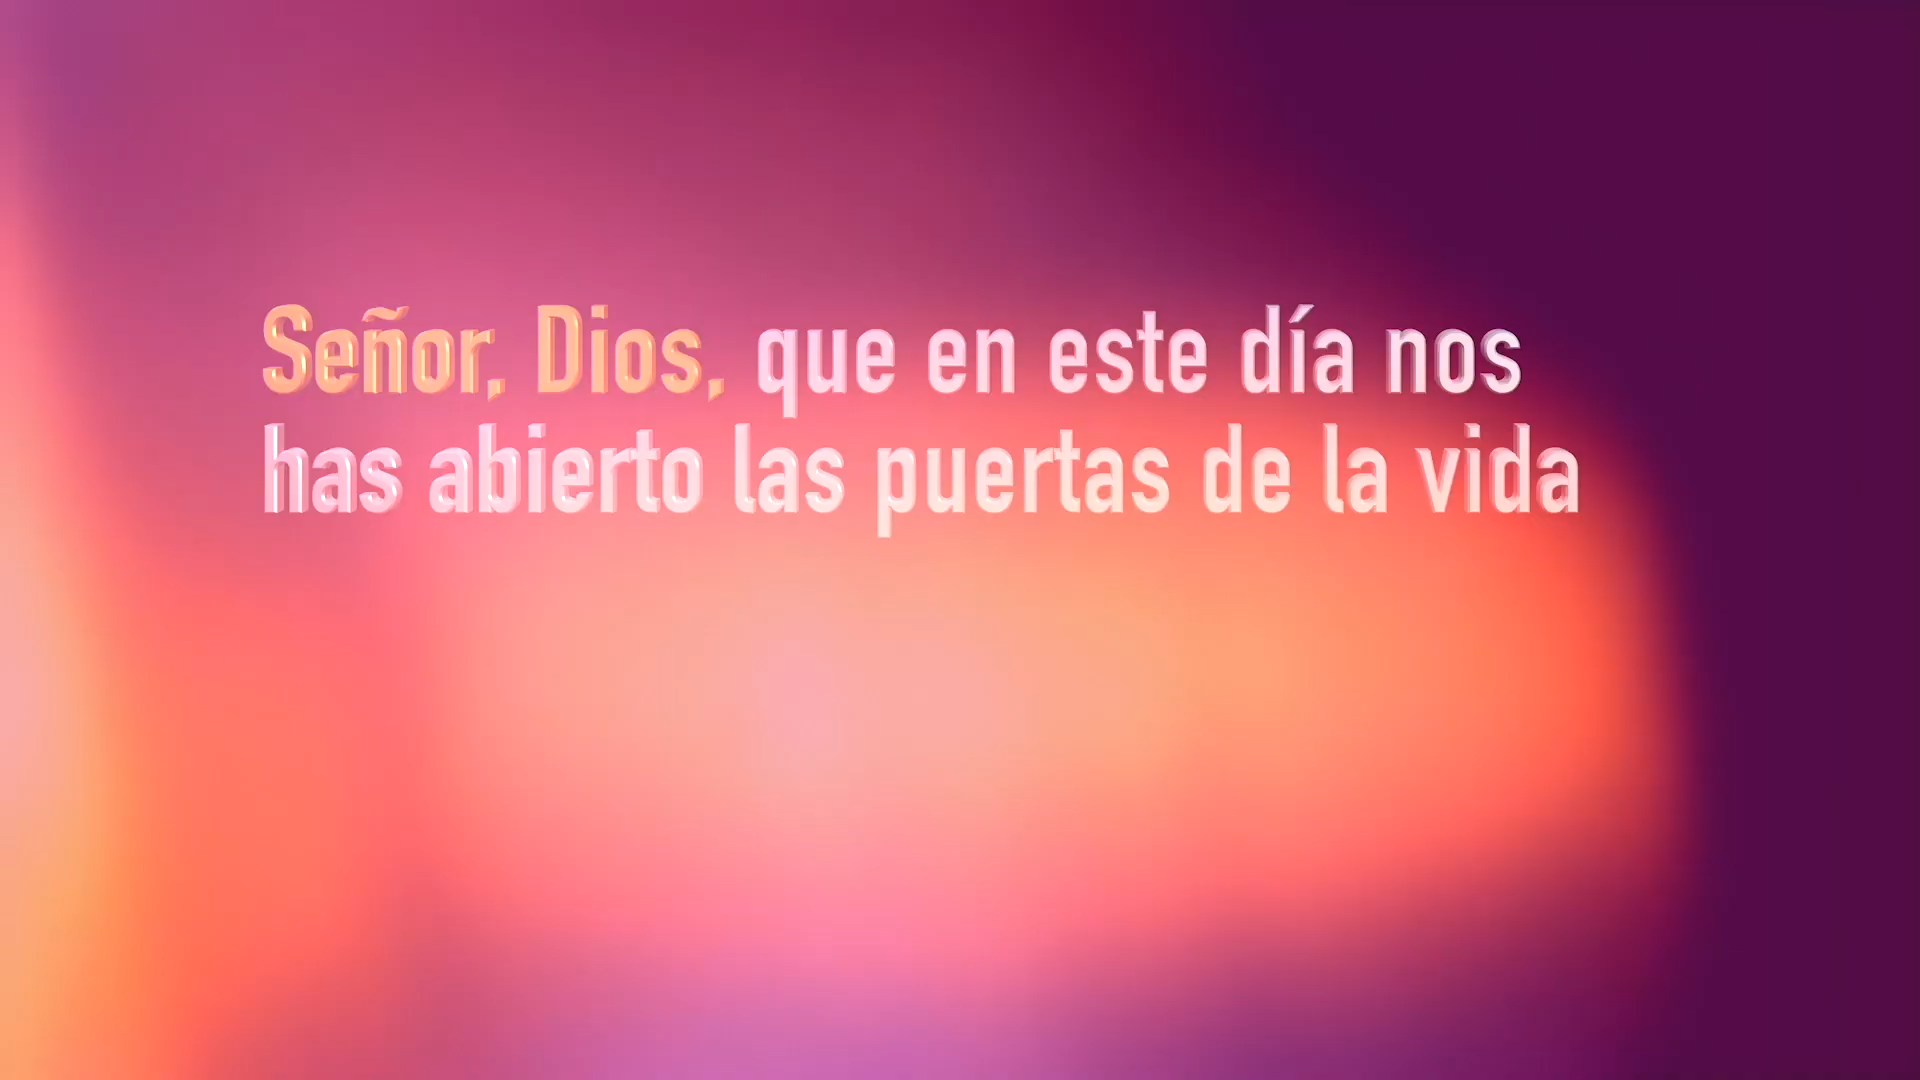 Señor, Dios, que en este día nos
has abierto las puertas de la vida